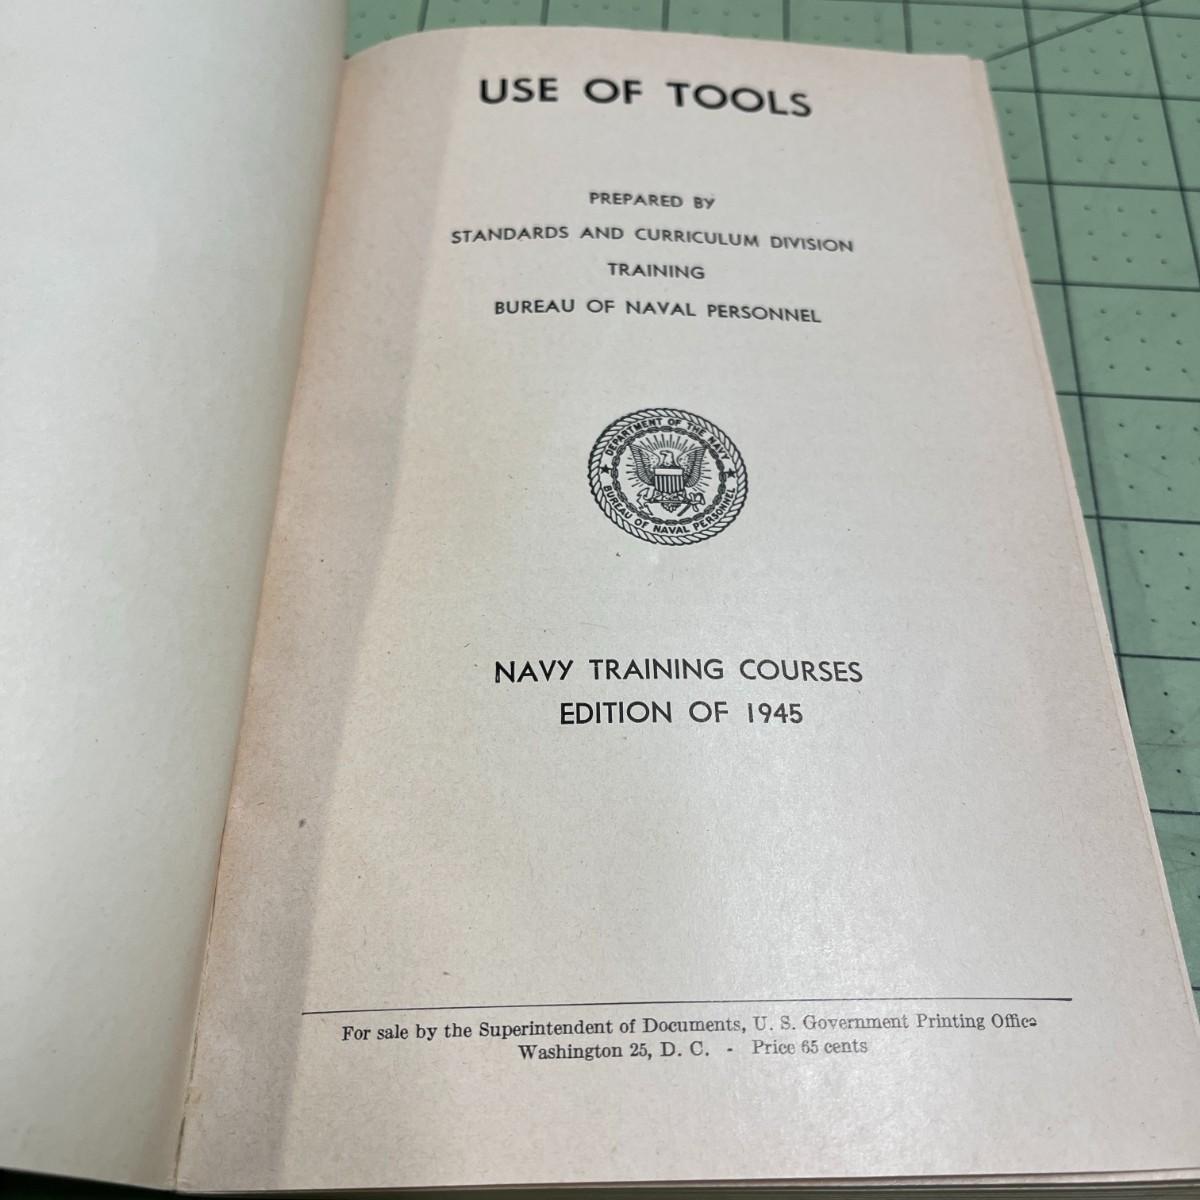 USE OF TOOLS
PREPARED BY
STANDARDS AND CURRICULUM DIVISION
TRAINING
BUREAU OF NAVAL PERSONNEL
DEPARTMENT OF THE NAVY
BUREAU OF NAVAL PERSONNEL
NAVY TRAINING COURSES
EDITION OF 1945
For sale by the Superintendent of Documents, U. S. Government Printing Office
Washington 25, D. C. - Price 65 cents